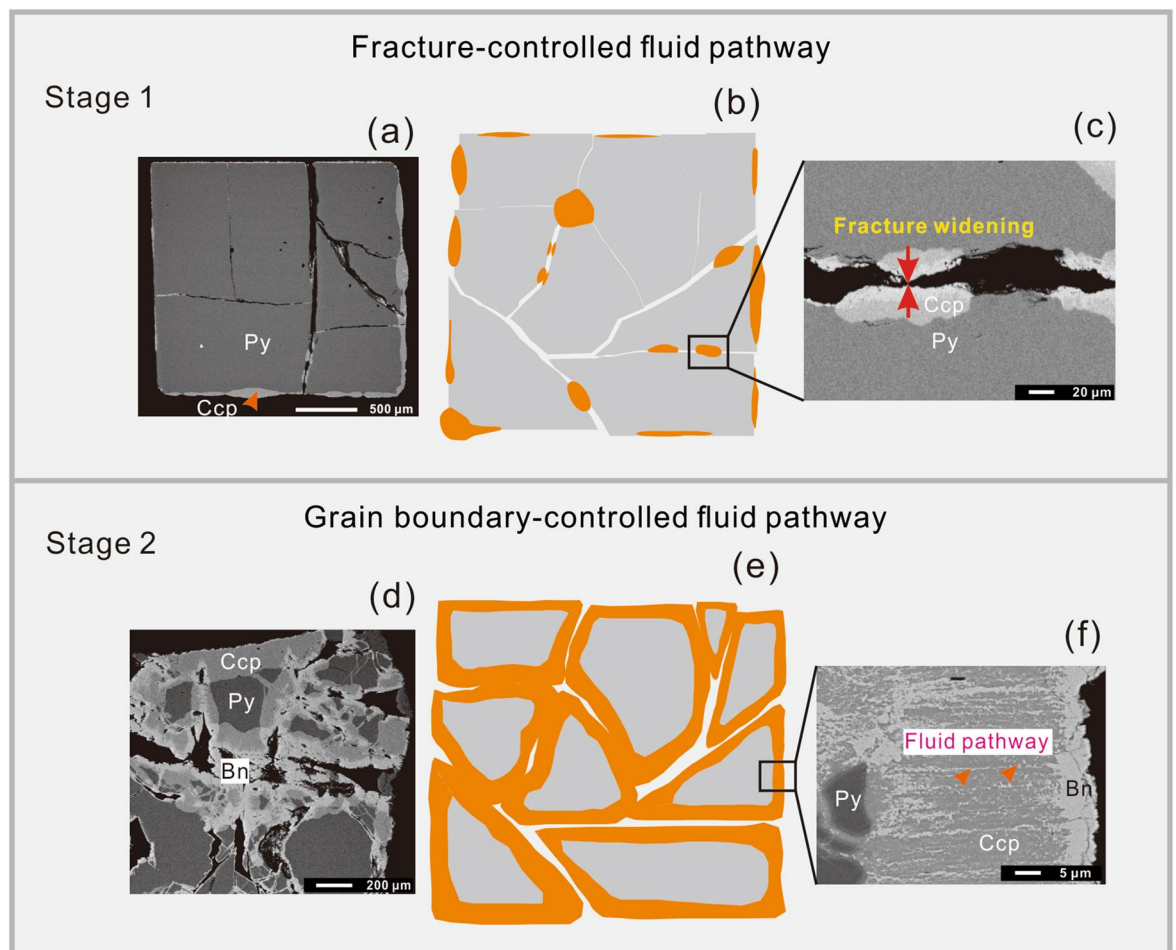 Fracture-controlled fluid pathway
Stage 1
(a)
(b)
(c)
Py
Ccp
500 µm
Fracture widening
Ccp
Py
20 µm
Grain boundary-controlled fluid pathway
Stage 2
(d)
(e)
(f)
Ccp
Py
Bn
200 µm
Fluid pathway
Py
Bn
Ccp
5 µm